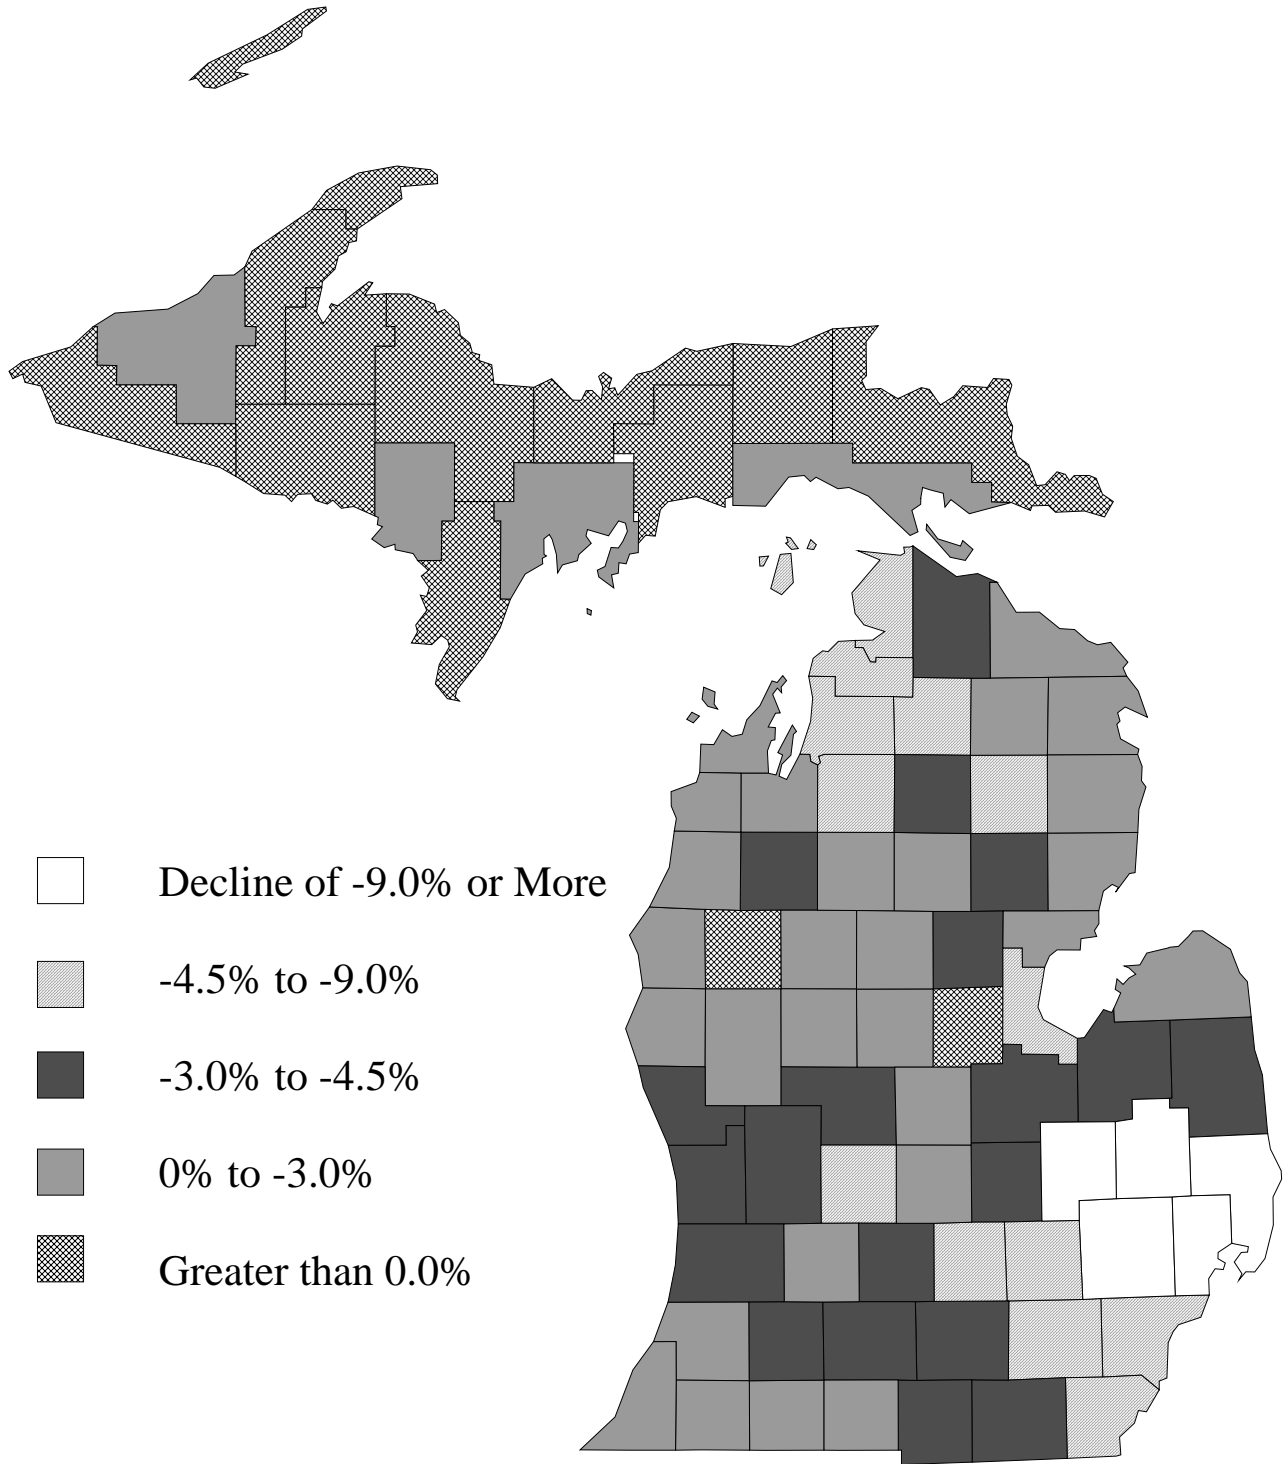 Decline of -9.0% or More
-4.5% to -9.0%
-3.0% to -4.5%
0% to -3.0%
Greater than 0.0%